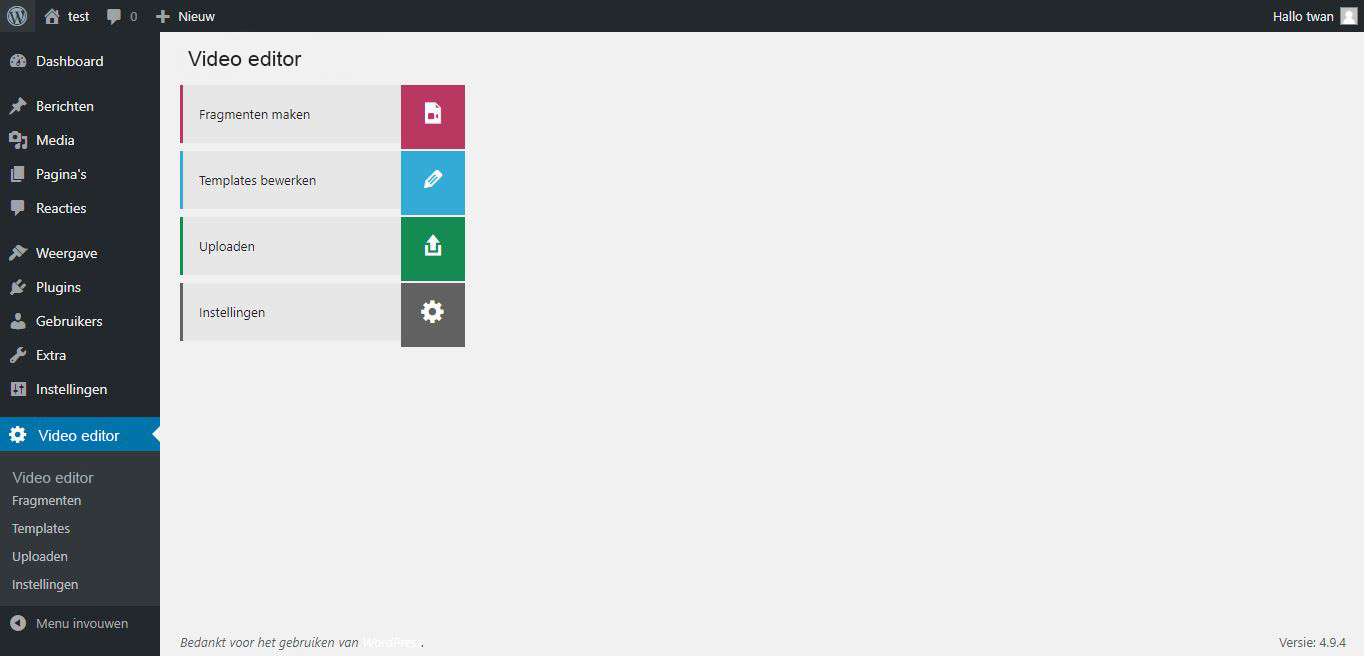 test 0 Nieuw Hallo twan
Dashboard
Berichten
Media
Pagina's
Reacties
Weergave
Plugins
Gebruikers
Extra
Instellingen
Video editor
Video editor
Fragmenten
Templates
Uploaden
Instellingen
Menu invouwen
Video editor
Fragmenten maken
Templates bewerken
Uploaden
Instellingen
Bedankt voor het gebruiken van WordPress. Versie: 4.9.4